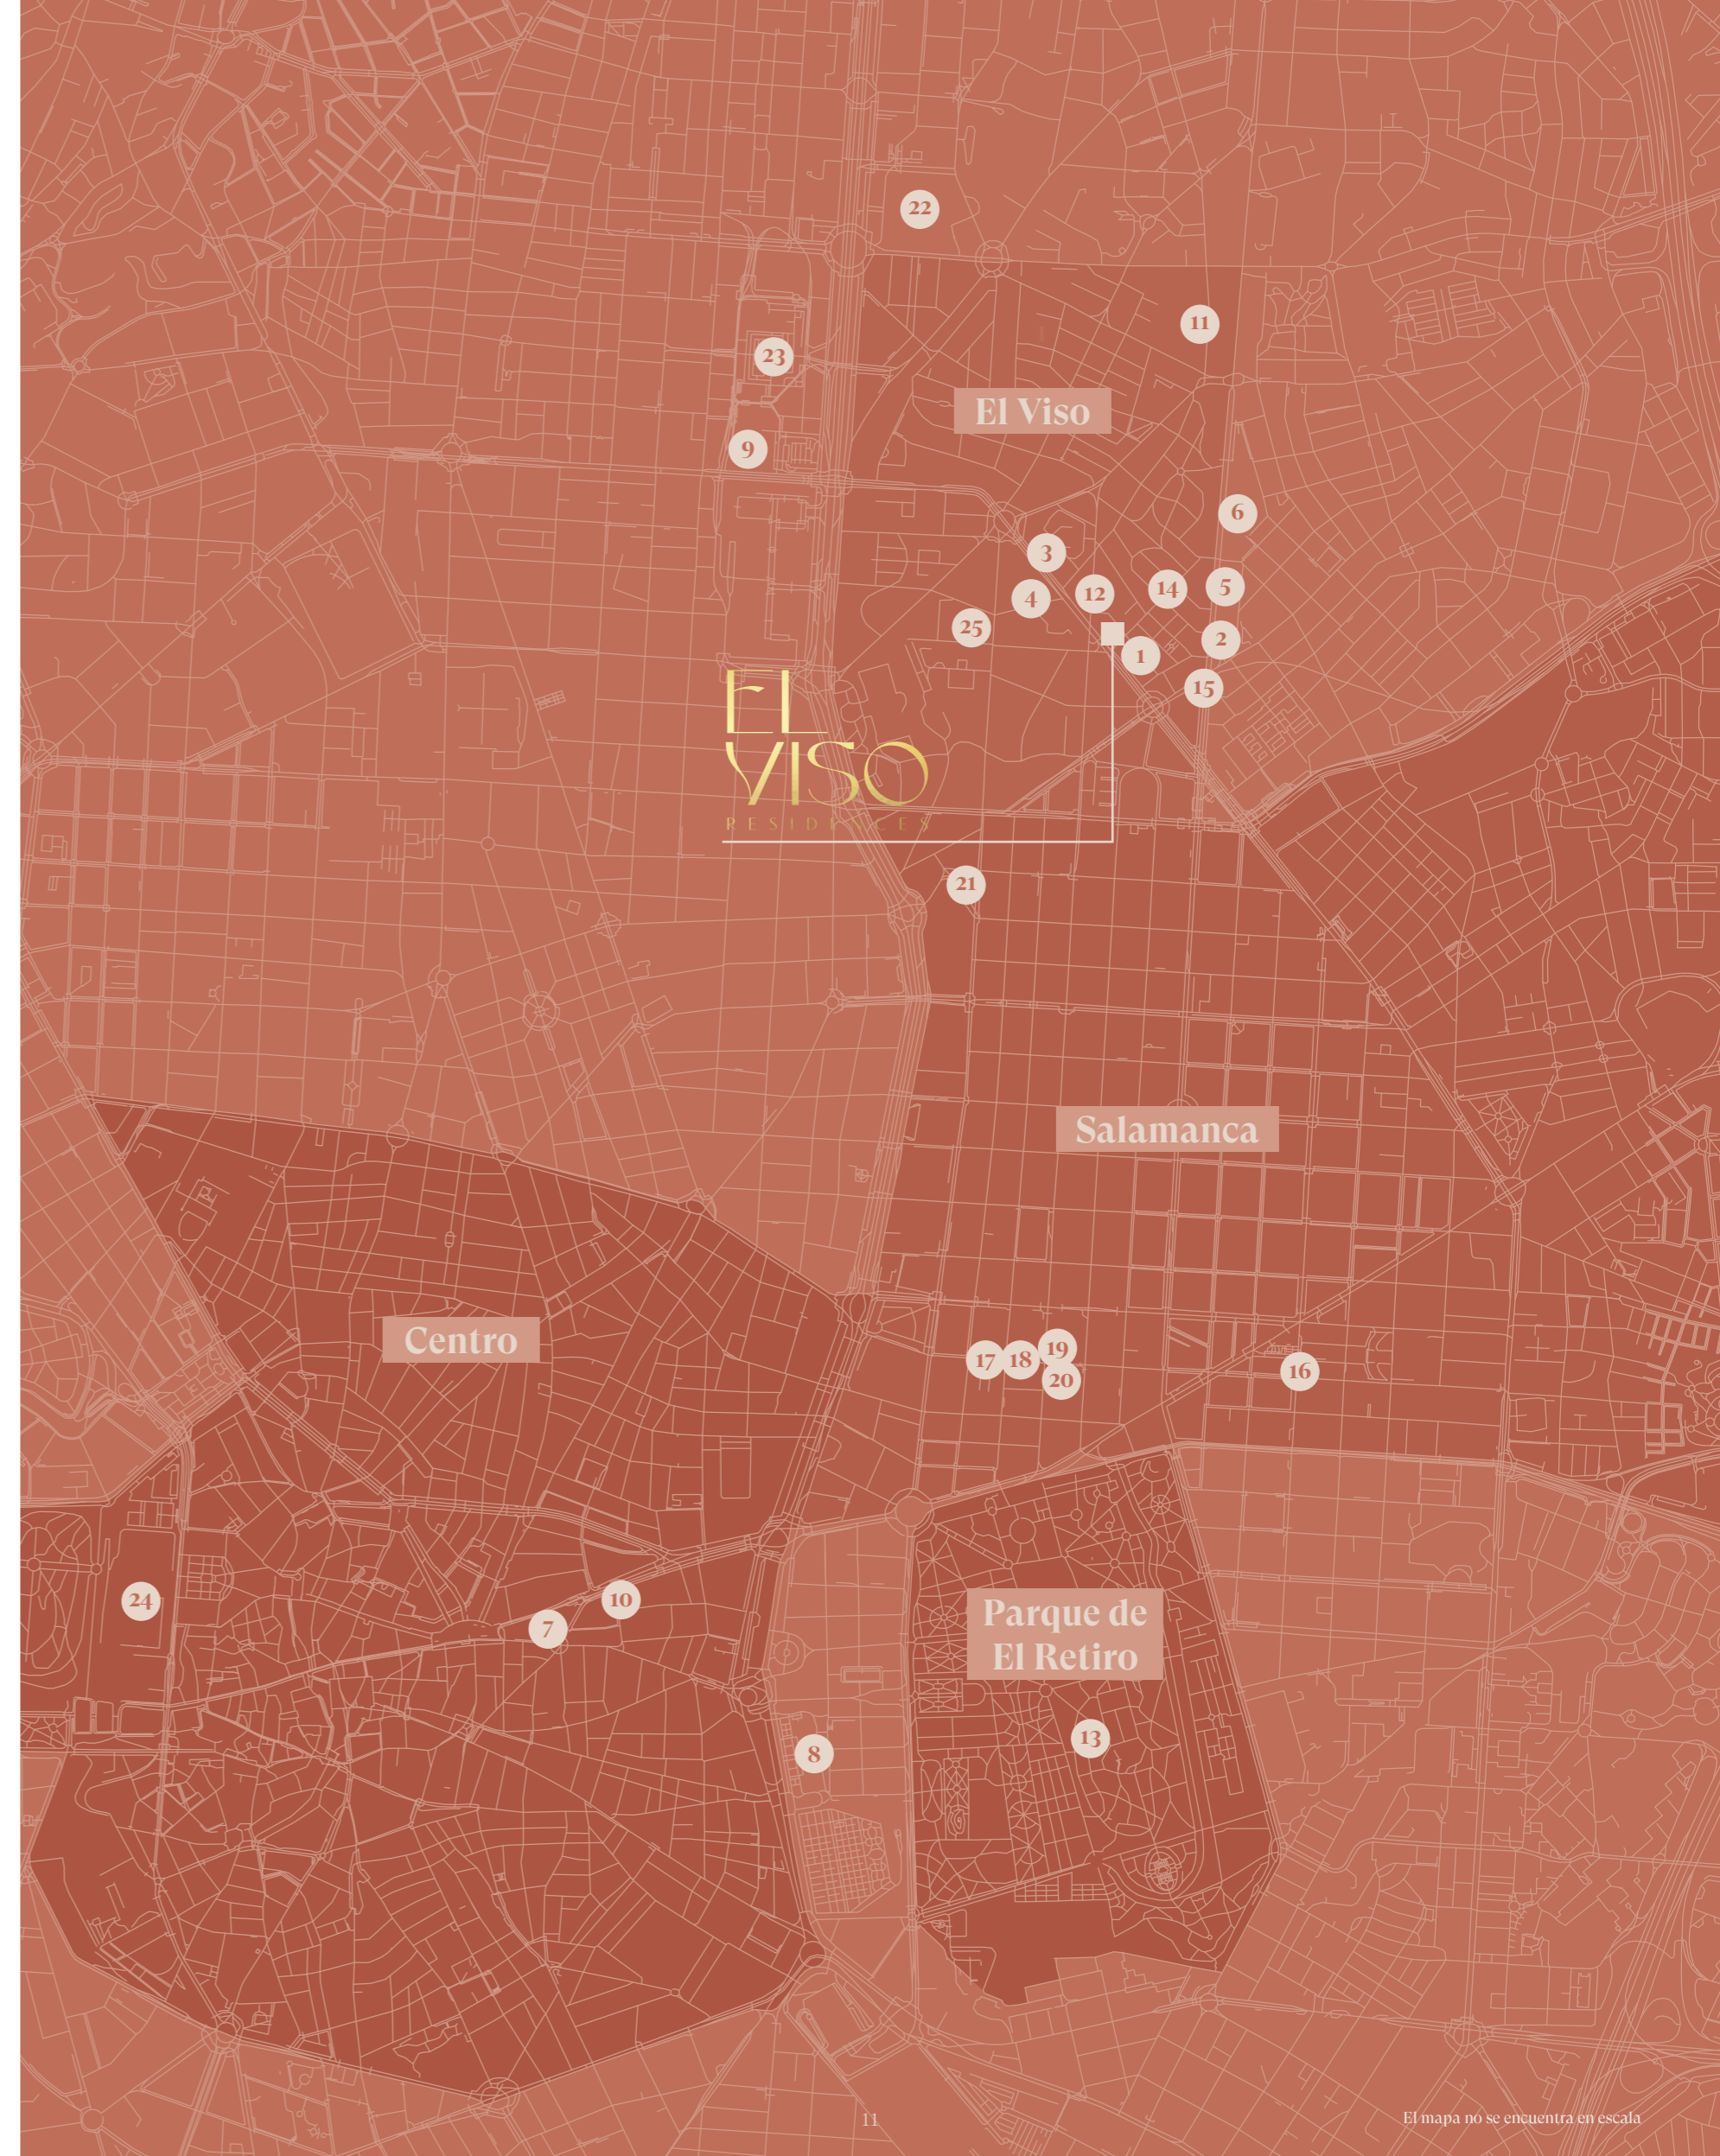 22
11
23
El Viso
9
6
3
4
12
14
5
25
2
1
15
EL
VISO
RESIDENCES
21
Salamanca
Centro
17
18
19
20
16
24
7
10
Parque de
El Retiro
13
8
11
El mapa no se encuentra en escala